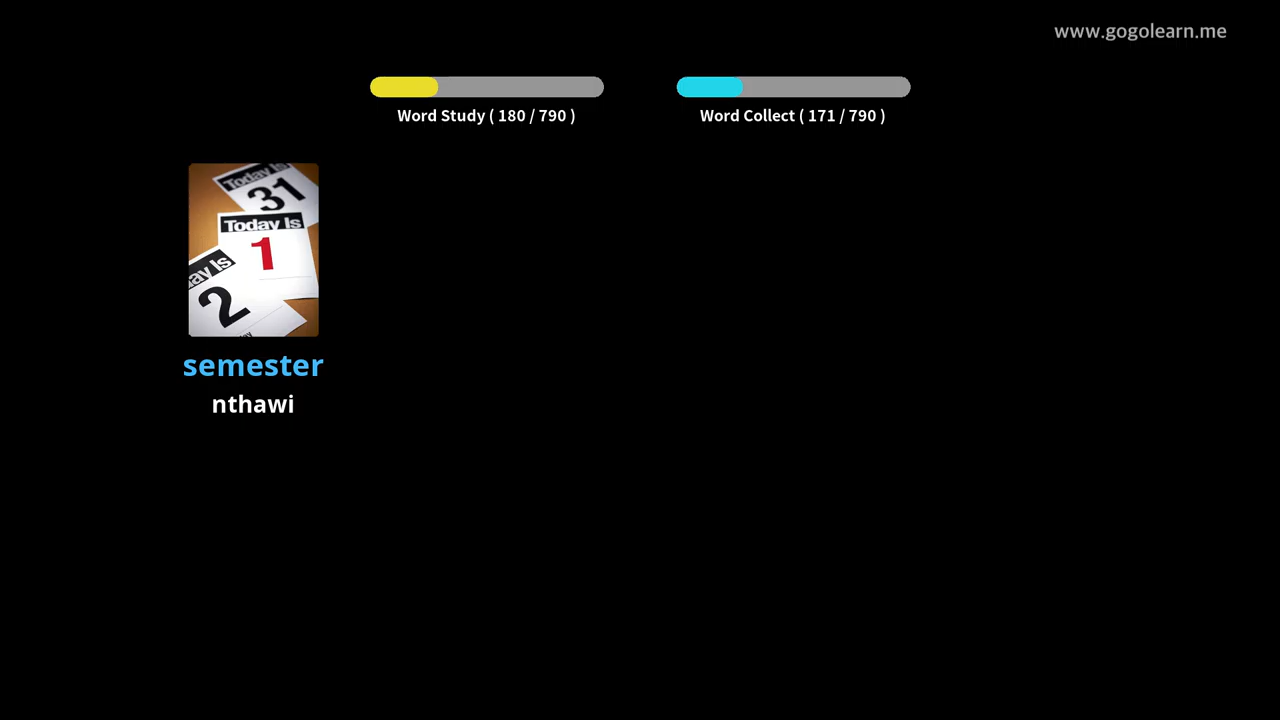 www.gogolearn.me
Word Study ( 180 / 790 )
Word Collect ( 171 / 790 )
Today Is
31
Today Is
1
ay Is
2
semester
nthawi